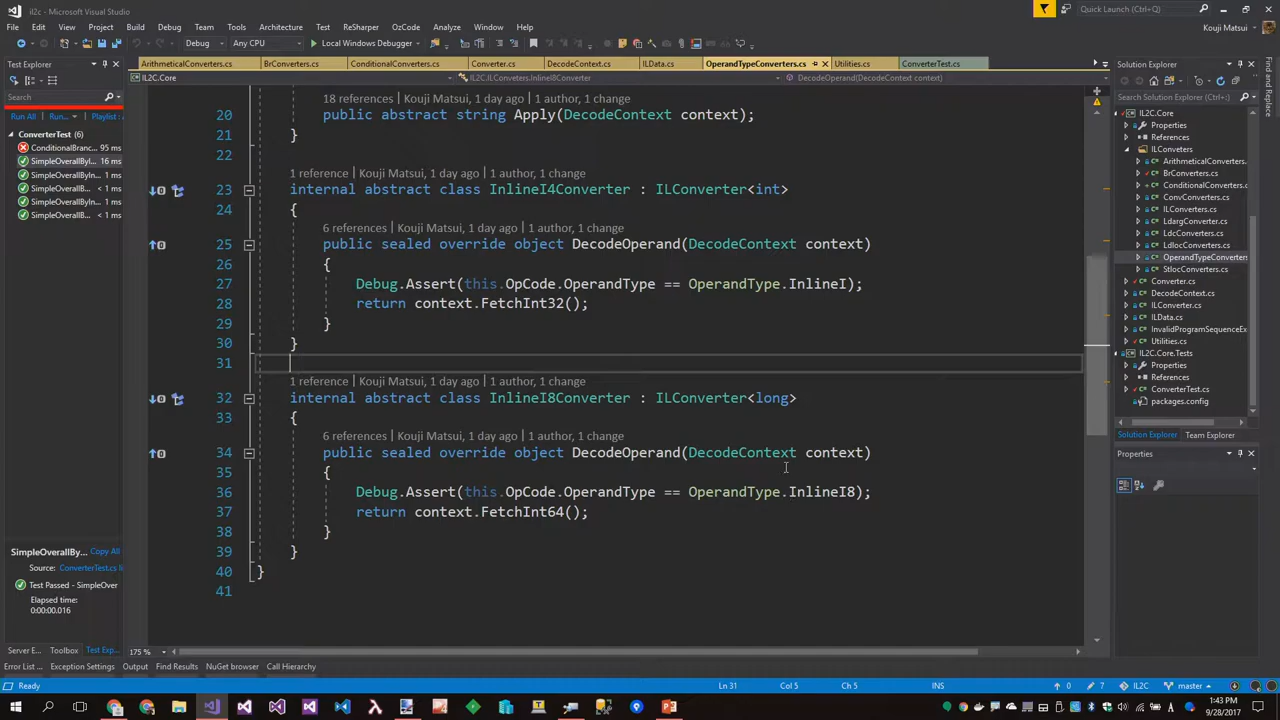 il2c - Microsoft Visual Studio
Quick Launch (Ctrl+Q)
File Edit View Project Build Debug Team Tools Architecture Test ReSharper OzCode Analyze Window Help
Kouji Matsui
Debug Any CPU Local Windows Debugger
Test Explorer
ArithmeticalConverters.cs BrConverters.cs ConditionalConverters.cs Converter.cs DecodeContext.cs ILData.cs OperandTypeConverters.cs Utilities.cs ConverterTest.cs
IL2C.Core IL2C.ILConveters.InlineI8Converter DecodeOperand(DecodeContext context)
Search
Run All Run... Playlist :
ConverterTest (6)
ConditionalBranc... 95 ms
SimpleOverallByI... 16 ms
SimpleOverallByIn... < 1 ms
SimpleOverallB... < 1 ms
SimpleOverallByIn... < 1 ms
SimpleOverallB... < 1 ms
18 references | Kouji Matsui, 1 day ago | 1 author, 1 change
20 public abstract string Apply(DecodeContext context);
21 }
22
1 reference | Kouji Matsui, 1 day ago | 1 author, 1 change
23 internal abstract class InlineI4Converter : ILConverter<int>
24 {
6 references | Kouji Matsui, 1 day ago | 1 author, 1 change
25 public sealed override object DecodeOperand(DecodeContext context)
26 {
27 Debug.Assert(this.OpCode.OperandType == OperandType.InlineI);
28 return context.FetchInt32();
29 }
30 }
31
1 reference | Kouji Matsui, 1 day ago | 1 author, 1 change
32 internal abstract class InlineI8Converter : ILConverter<long>
33 {
6 references | Kouji Matsui, 1 day ago | 1 author, 1 change
34 public sealed override object DecodeOperand(DecodeContext context)
35 {
36 Debug.Assert(this.OpCode.OperandType == OperandType.InlineI8);
37 return context.FetchInt64();
38 }
39 }
40 }
41
175 %
SimpleOverallBy... Copy All
Source: ConverterTest.cs li
Test Passed - SimpleOver
Elapsed time:
0:00:00.016
Server E... Toolbox Test Exp...
Solution Explorer
Search Solution Explorer (Ctrl+
IL2C.Core
Properties
References
ILConveters
ArithmeticalConverters.
BrConverters.cs
ConditionalConverters.c
ConvConverters.cs
ILConverters.cs
LdargConverter.cs
LdcConverters.cs
LdlocConverters.cs
OperandTypeConverters
StlocConverters.cs
Converter.cs
DecodeContext.cs
ILConverter.cs
ILData.cs
InvalidProgramSequenceEx
Utilities.cs
IL2C.Core.Tests
Properties
References
ConverterTest.cs
packages.config
Solution Explorer Team Explorer
Properties
Find and Replace
Error List ... Exception Settings Output Find Results NuGet browser Call Hierarchy
Ready Ln 31 Col 5 Ch 5 INS 0 7 IL2C master
1:43 PM
9/28/2017